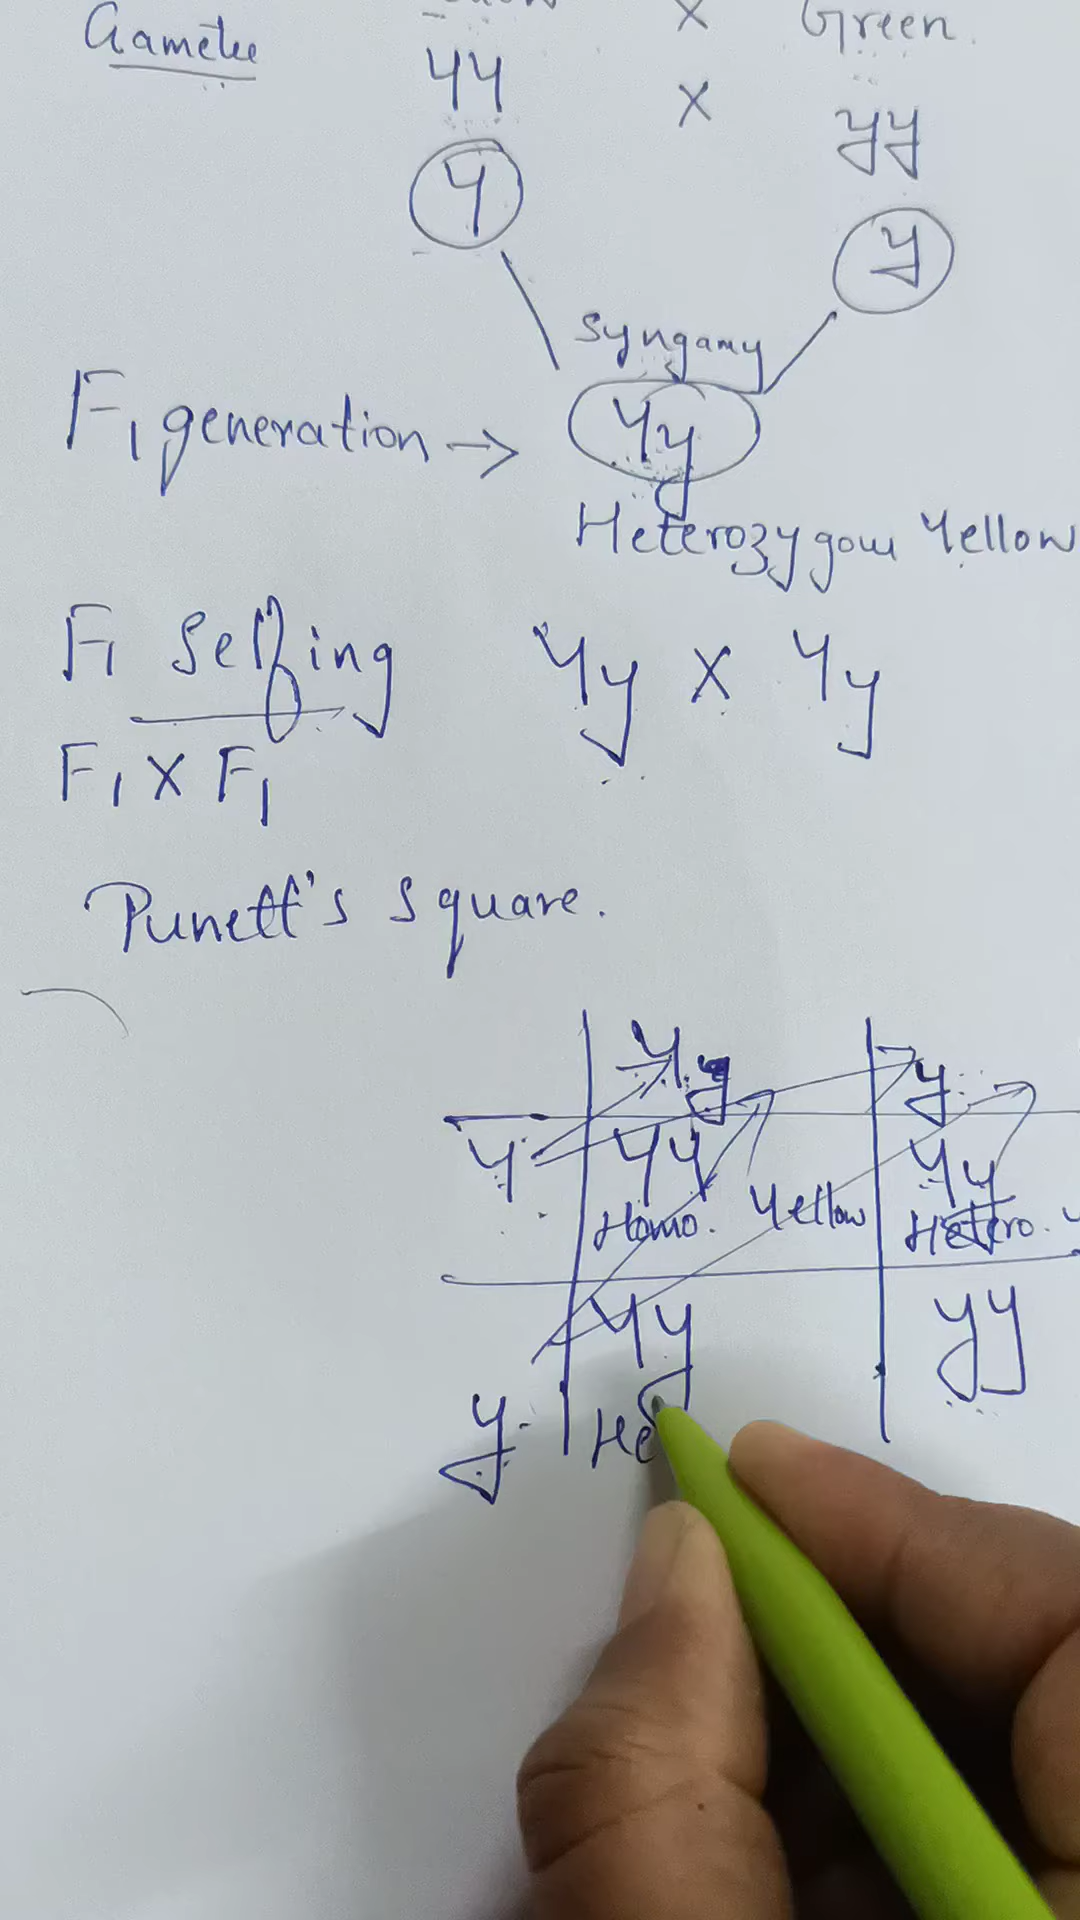 × Green
Gamete
YY × yy
Y y
Syngamy
F1 generation → Yy
Heterozygous Yellow
F1 Selfing Yy × Yy
F1 × F1
Punett's square.
Y y
Y YY Yy
Homo. Yellow Hetero.
Yy yy
y He